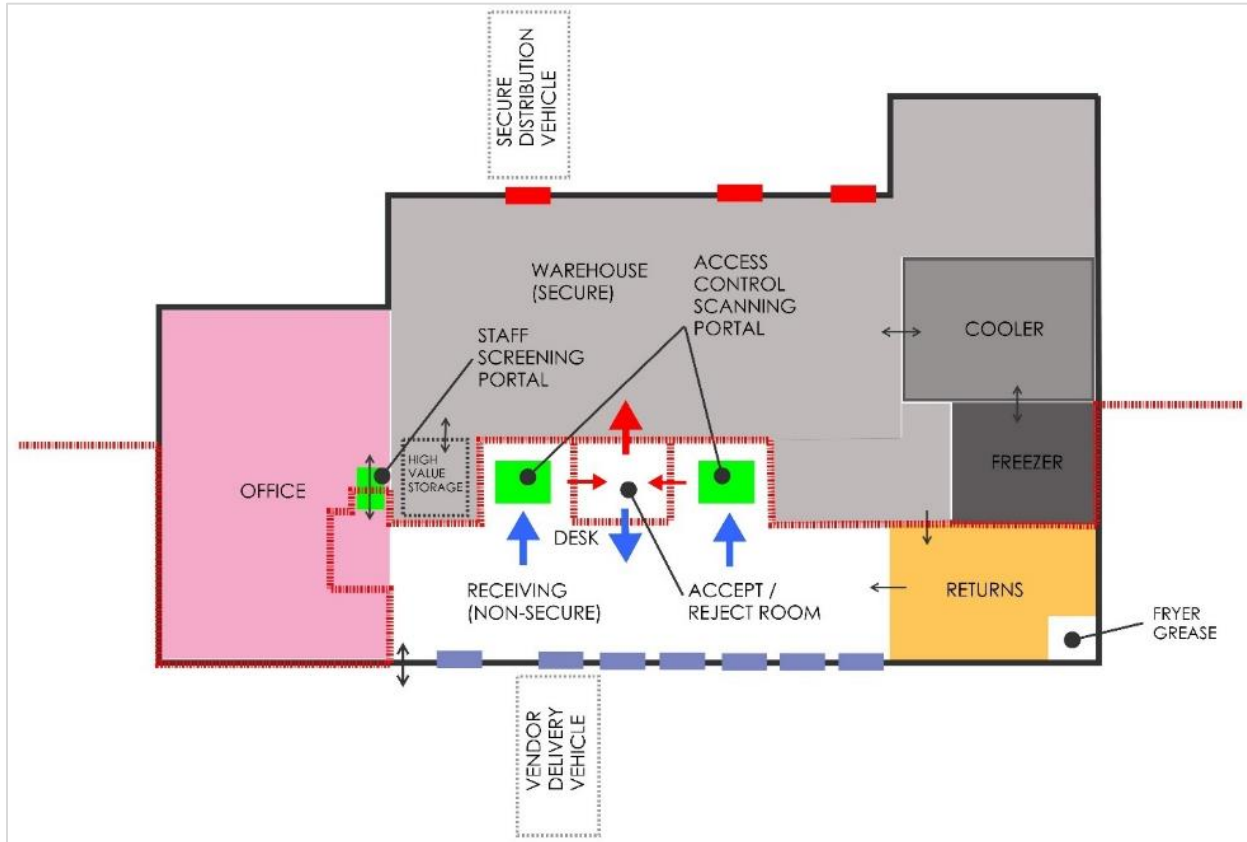 SECURE
DISTRIBUTION
VEHICLE
WAREHOUSE
(SECURE)
ACCESS
CONTROL
SCANNING
PORTAL
STAFF
SCREENING
PORTAL
COOLER
HIGH
VALUE
STORAGE
FREEZER
OFFICE
DESK
RECEIVING
(NON-SECURE)
ACCEPT /
REJECT ROOM
RETURNS
FRYER
GREASE
VENDOR
DELIVERY
VEHICLE